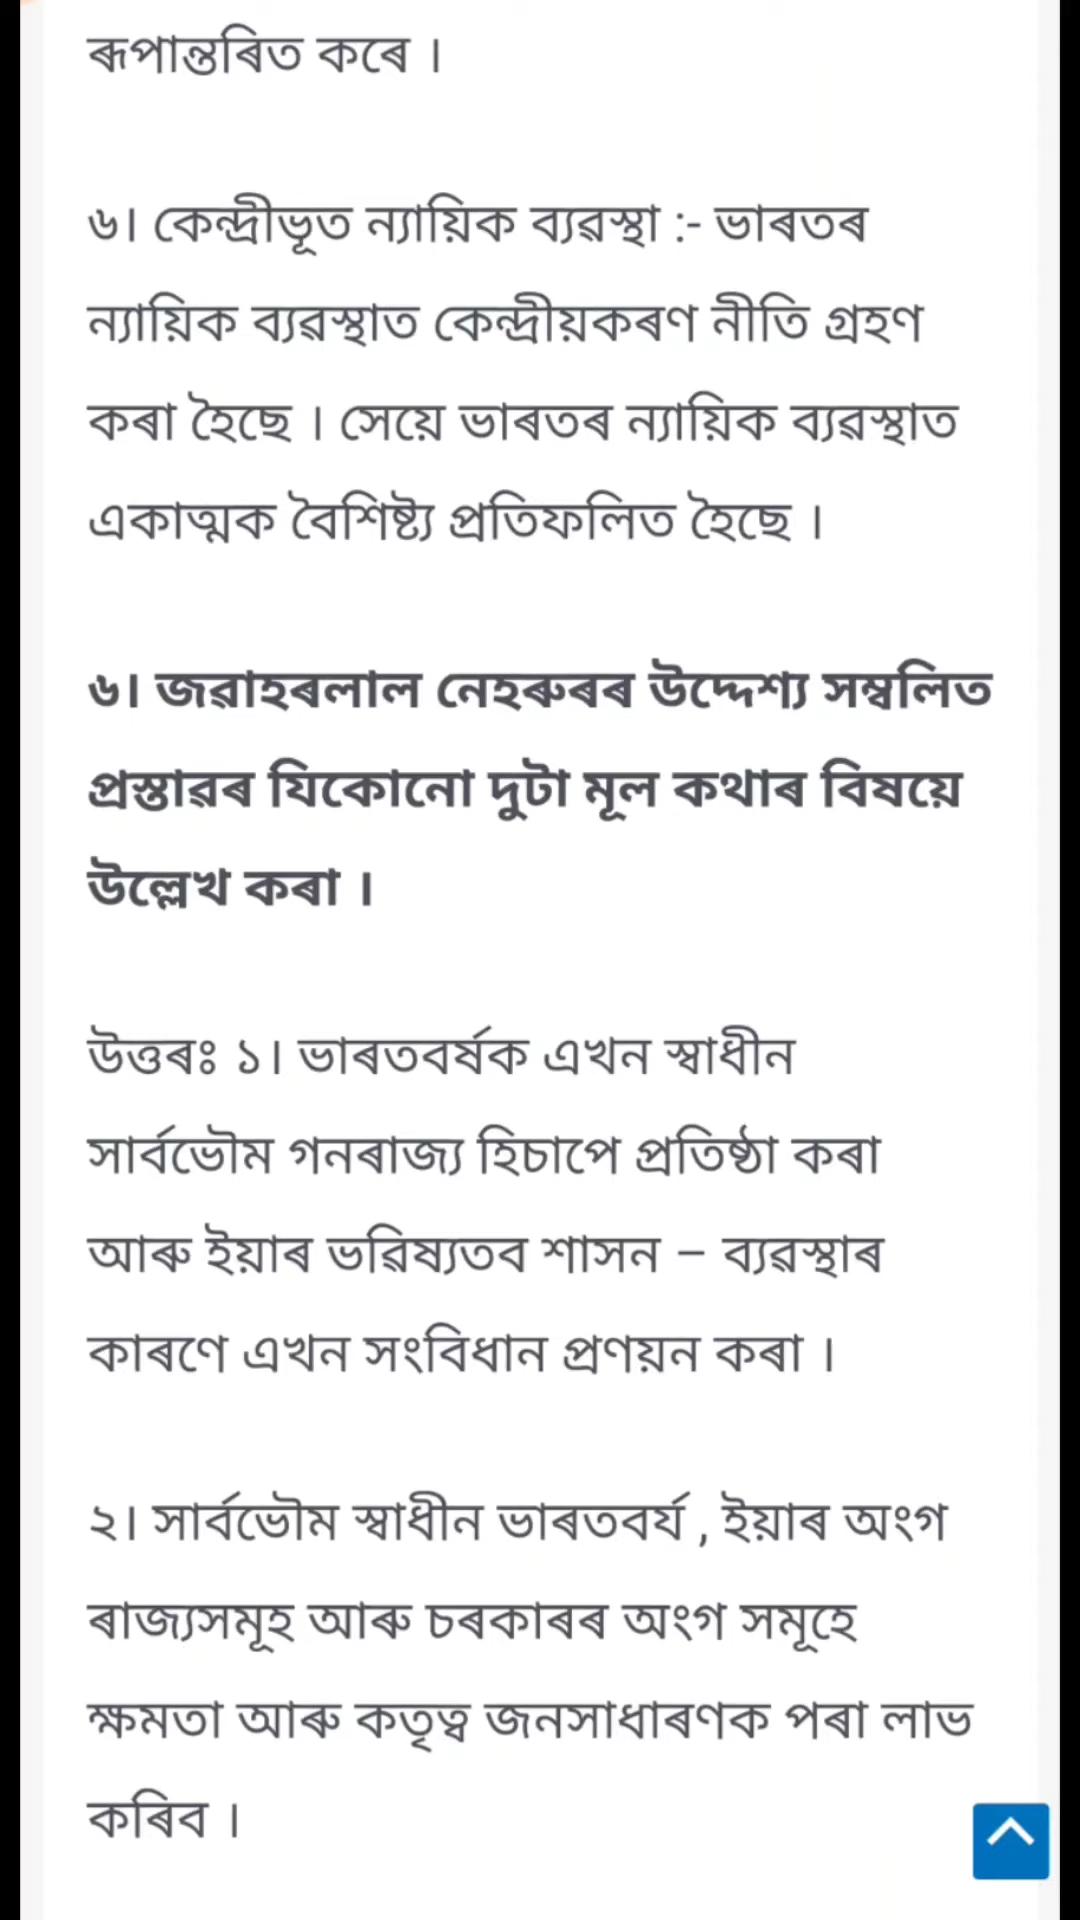 ৰূপান্তৰিত কৰে ।
৬। কেন্দ্ৰীভূত ন্যায়িক ব্যৱস্থা :- ভাৰতৰ
ন্যায়িক ব্যৱস্থাত কেন্দ্ৰীয়কৰণ নীতি গ্ৰহণ
কৰা হৈছে । সেয়ে ভাৰতৰ ন্যায়িক ব্যৱস্থাত
একাত্মক বৈশিষ্ট্য প্ৰতিফলিত হৈছে ।
৬। জৱাহৰলাল নেহৰুৰৰ উদ্দেশ্য সম্বলিত
প্ৰস্তাৱৰ যিকোনো দুটা মূল কথাৰ বিষয়ে
উল্লেখ কৰা ।
উত্তৰঃ ১। ভাৰতবৰ্ষক এখন স্বাধীন
সাৰ্বভৌম গনৰাজ্য হিচাপে প্ৰতিষ্ঠা কৰা
আৰু ইয়াৰ ভৱিষ্যতব শাসন – ব্যৱস্থাৰ
কাৰণে এখন সংবিধান প্ৰণয়ন কৰা ।
২। সাৰ্বভৌম স্বাধীন ভাৰতবৰ্য , ইয়াৰ অংগ
ৰাজ্যসমূহ আৰু চৰকাৰৰ অংগ সমূহে
ক্ষমতা আৰু কতৃত্ব জনসাধাৰণক পৰা লাভ
কৰিব ।